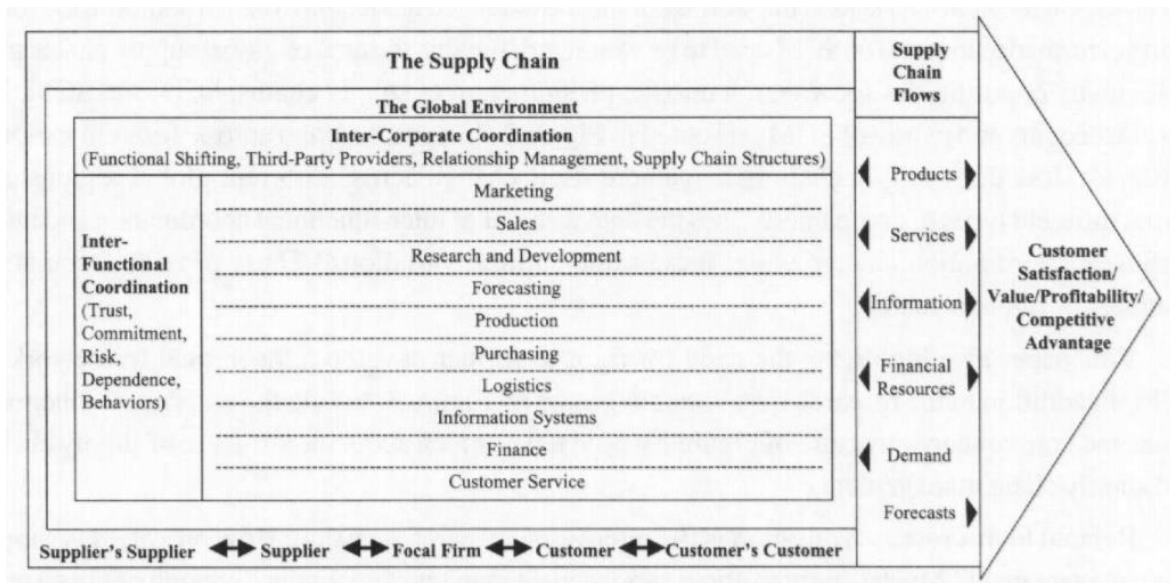 The Supply Chain
Supply
Chain
Flows
The Global Environment
Inter-Corporate Coordination
(Functional Shifting, Third-Party Providers, Relationship Management, Supply Chain Structures)
Inter-
Functional
Coordination
(Trust,
Commitment,
Risk,
Dependence,
Behaviors)
Marketing
Sales
Research and Development
Forecasting
Production
Purchasing
Logistics
Information Systems
Finance
Customer Service
Products
Services
Information
Financial
Resources
Demand
Forecasts
Customer
Satisfaction/
Value/Profitability/
Competitive
Advantage
Supplier's Supplier Supplier Focal Firm Customer Customer's Customer